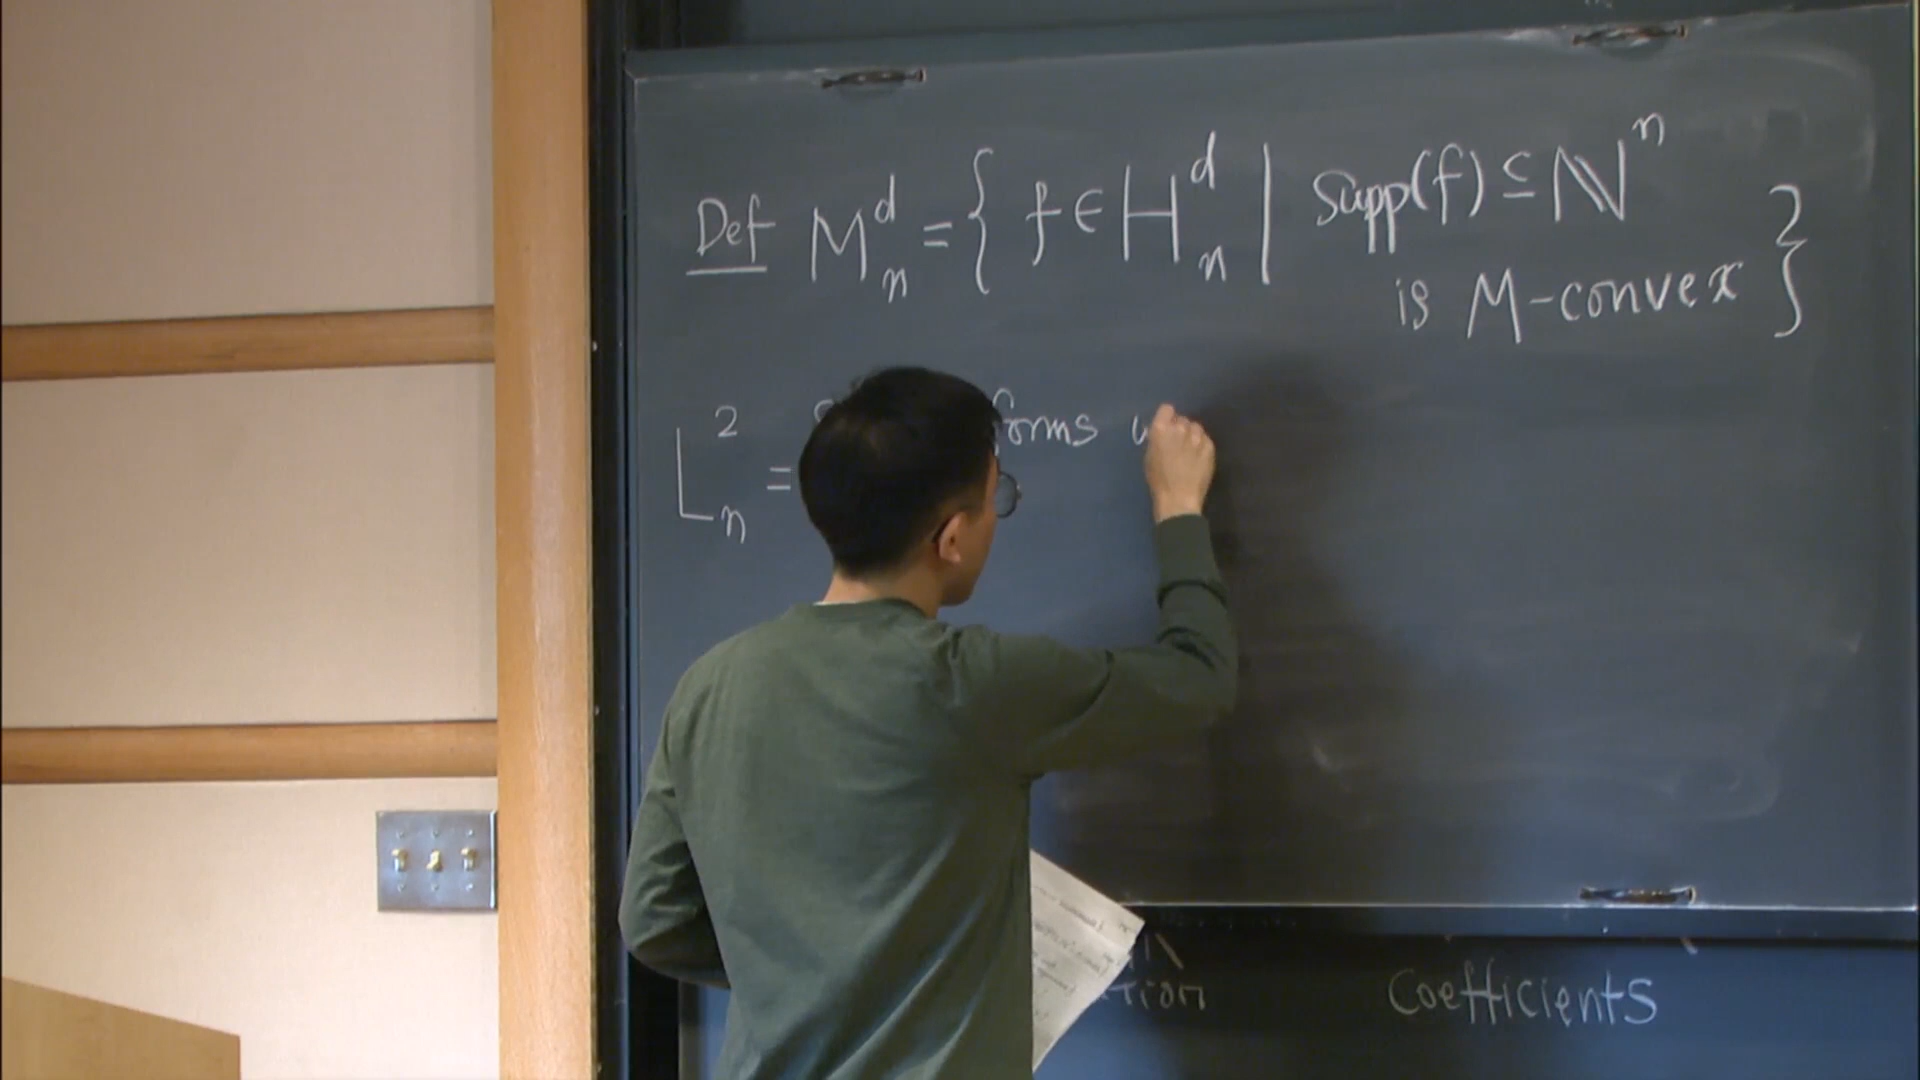 Def M^d_n = { f ∈ H^d_n | Supp(f) ⊆ ℕ^n
is M-convex }
L^2_n = forms
Coefficients